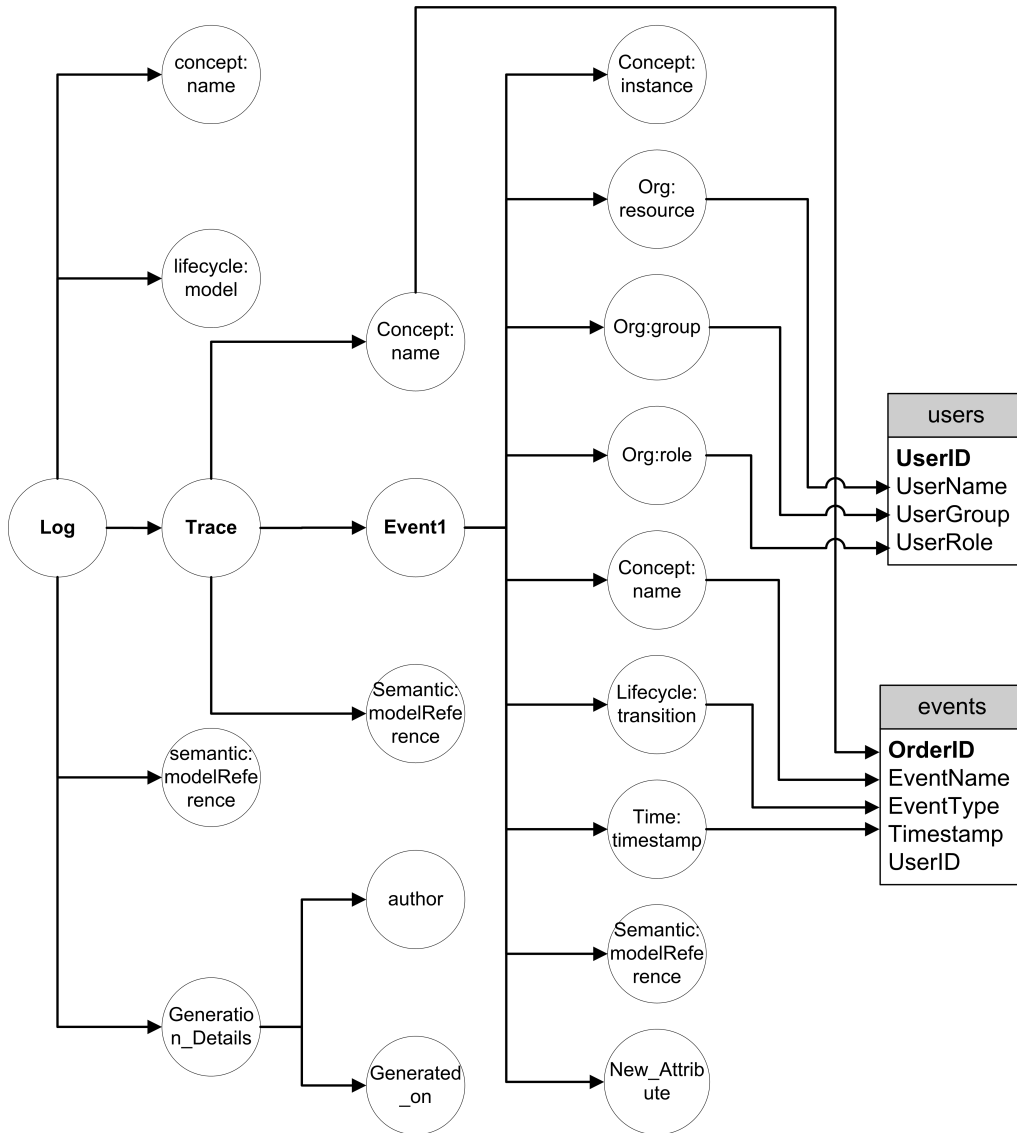 concept:
name
lifecycle:
model
Log
Trace
semantic:
modelRefe
rence
Generatio
n_Details
Concept:
name
Event1
Semantic:
modelRefe
rence
author
Generated
_on
Concept:
instance
Org:
resource
Org:group
Org:role
Concept:
name
Lifecycle:
transition
Time:
timestamp
Semantic:
modelRefe
rence
New_Attrib
ute
users
UserID
UserName
UserGroup
UserRole
events
OrderID
EventName
EventType
Timestamp
UserID